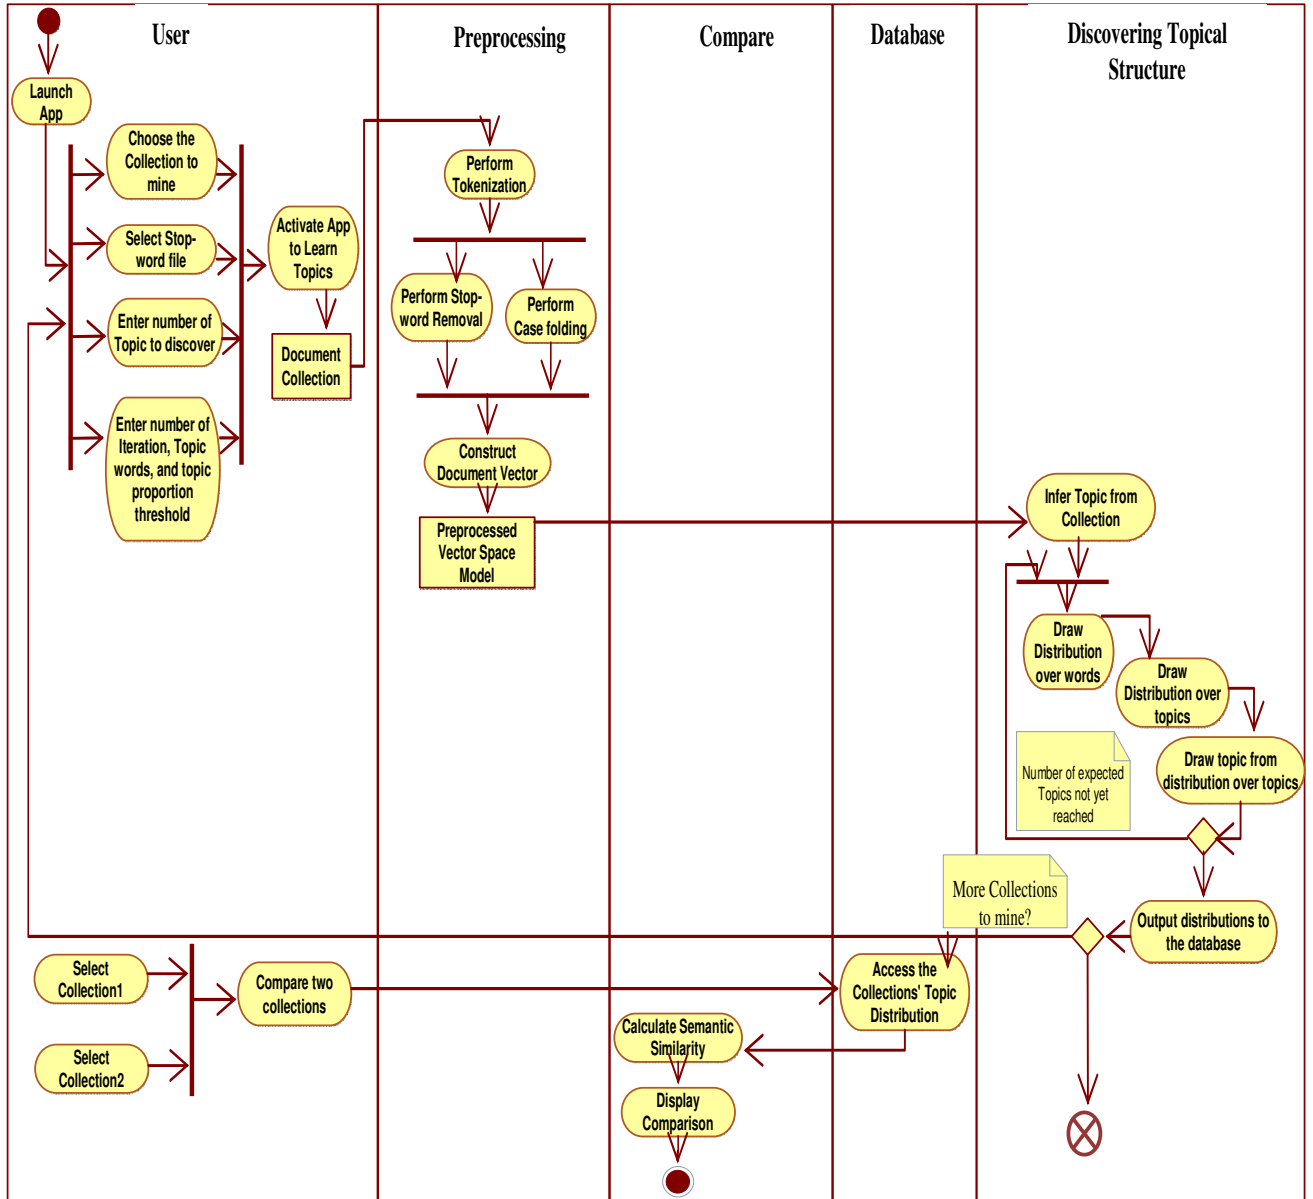 User
Preprocessing
Compare
Database
Discovering Topical
Structure
Launch
App
Choose the
Collection to
mine
Select Stop-
word file
Enter number of
Topic to discover
Enter number of
Iteration, Topic
words, and topic
proportion
threshold
Activate App
to Learn
Topics
Document
Collection
Perform
Tokenization
Perform Stop-
word Removal
Perform
Case folding
Construct
Document Vector
Preprocessed
Vector Space
Model
Infer Topic from
Collection
Draw
Distribution
over words
Draw
Distribution over
topics
Draw topic from
distribution over topics
Number of expected
Topics not yet
reached
More Collections
to mine?
Output distributions to
the database
Select
Collection1
Select
Collection2
Compare two
collections
Access the
Collections' Topic
Distribution
Calculate Semantic
Similarity
Display
Comparison